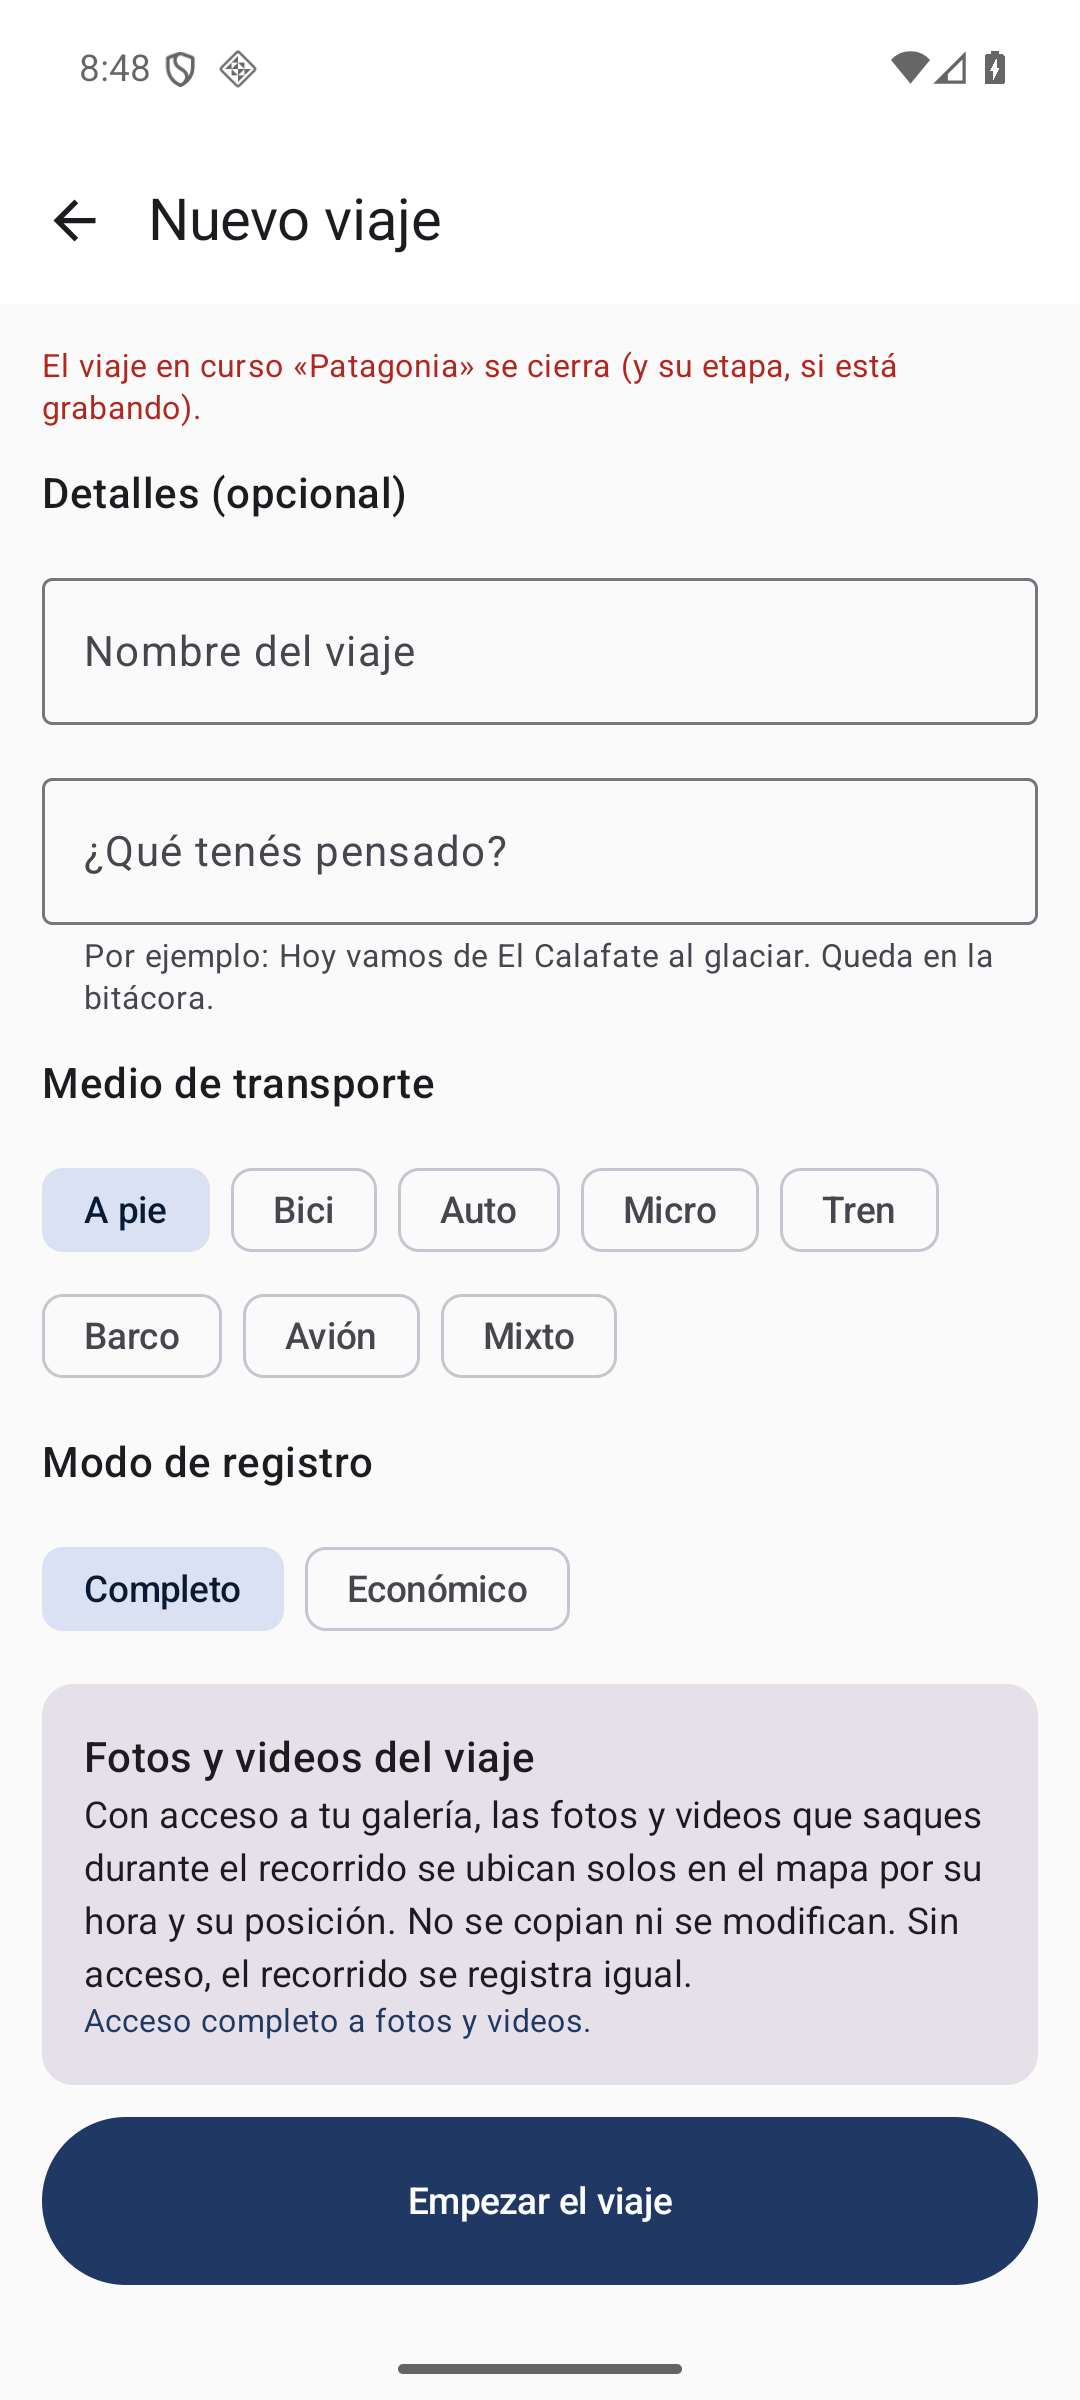 8:48
Nuevo viaje
El viaje en curso «Patagonia» se cierra (y su etapa, si está
grabando).
Detalles (opcional)
Nombre del viaje
¿Qué tenés pensado?
Por ejemplo: Hoy vamos de El Calafate al glaciar. Queda en la
bitácora.
Medio de transporte
A pie Bici Auto Micro Tren
Barco Avión Mixto
Modo de registro
Completo Económico
Fotos y videos del viaje
Con acceso a tu galería, las fotos y videos que saques
durante el recorrido se ubican solos en el mapa por su
hora y su posición. No se copian ni se modifican. Sin
acceso, el recorrido se registra igual.
Acceso completo a fotos y videos.
Empezar el viaje